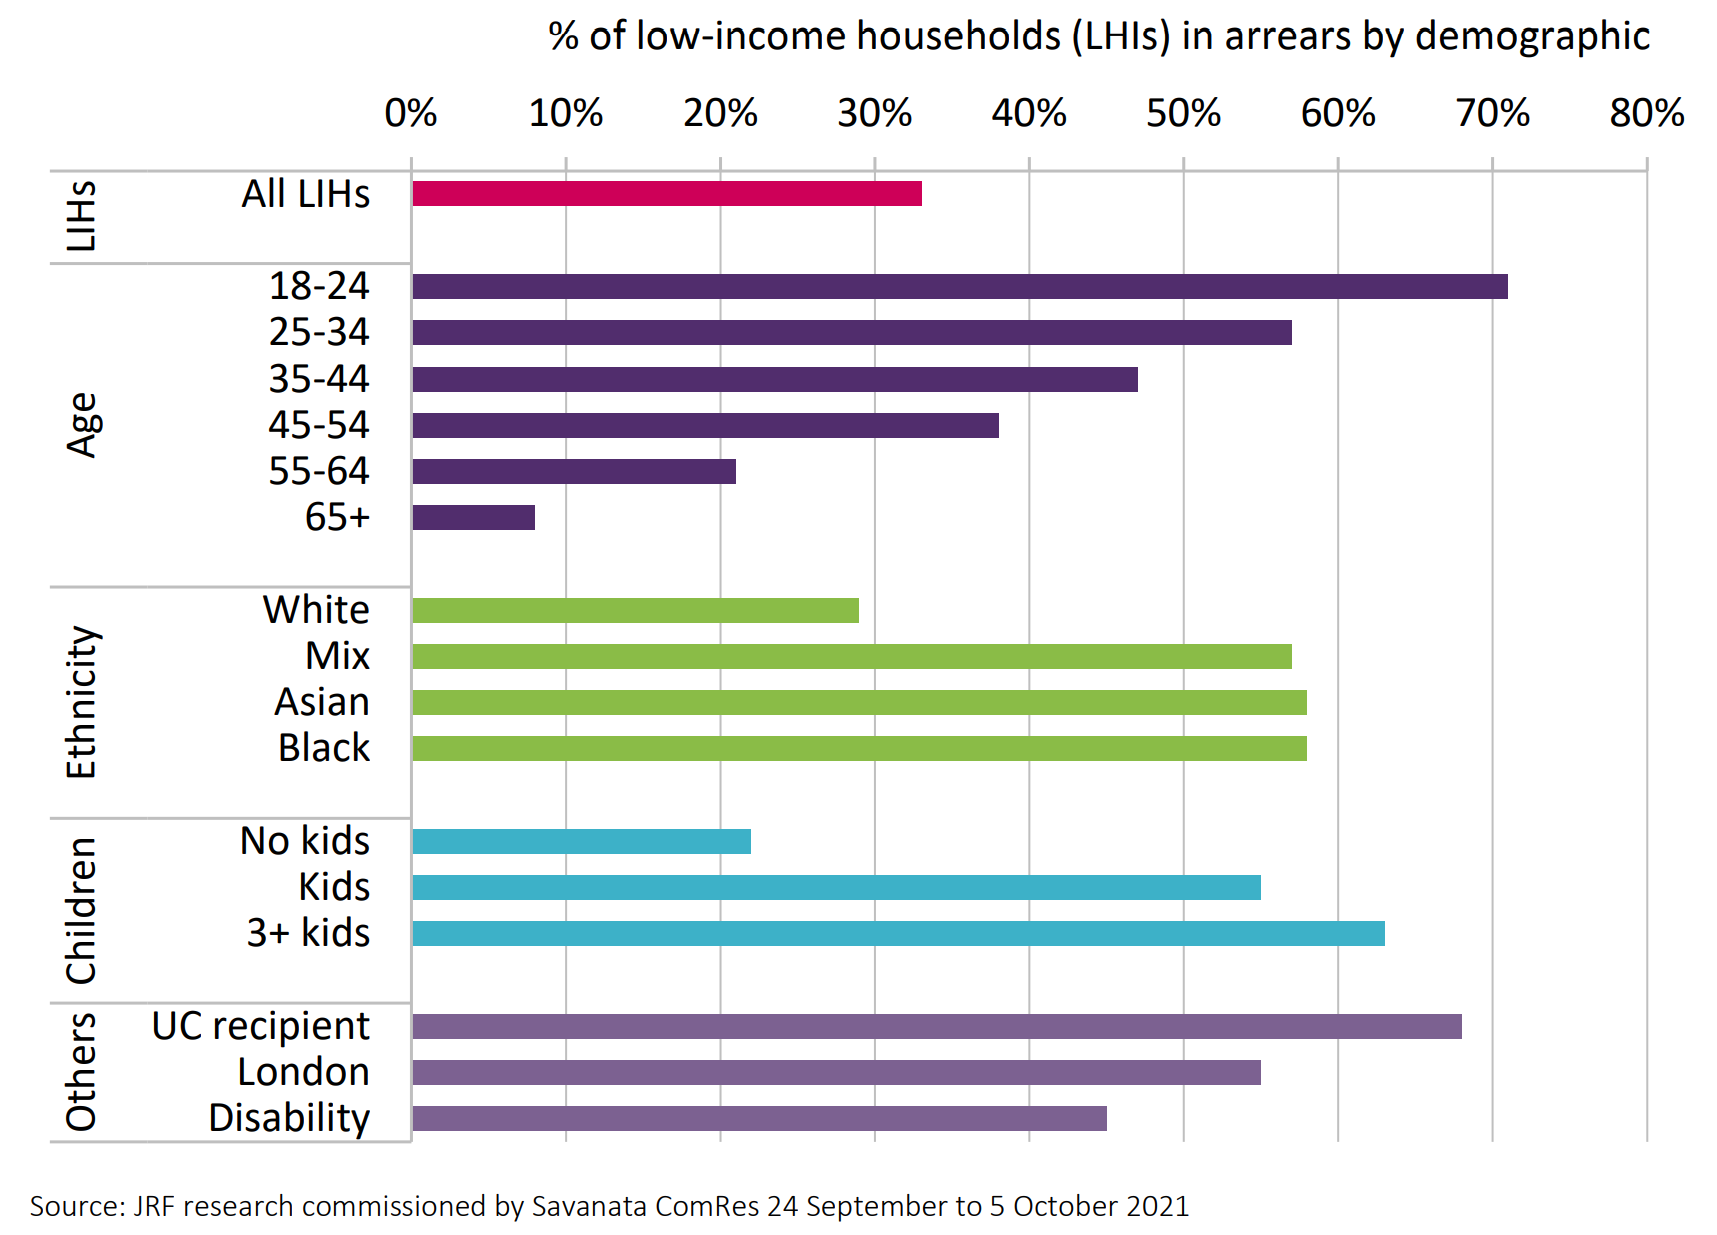 % of low-income households (LHIs) in arrears by demographic
0% 10% 20% 30% 40% 50% 60% 70% 80%
LIHs
All LIHs
Age
18-24
25-34
35-44
45-54
55-64
65+
Ethnicity
White
Mix
Asian
Black
Children
No kids
Kids
3+ kids
Others
UC recipient
London
Disability
Source: JRF research commissioned by Savanata ComRes 24 September to 5 October 2021